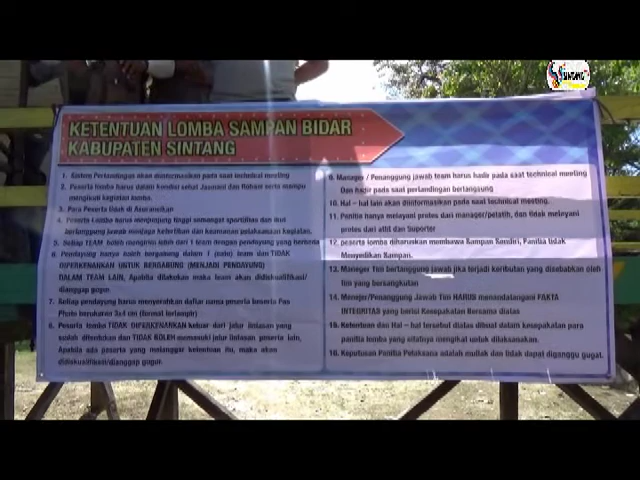 SINTANG
KETENTUAN LOMBA SAMPAN BIDAR
KABUPATEN SINTANG
1. Sistem Pertandingan akan diinformasikan pada saat technical meeting
2. Peserta lomba harus dalam kondisi sehat Jasmani dan Rohani serta mampu
mengikuti kegiatan lomba.
3. Para Peserta tidak di Asuransikan
4. Peserta Lomba harus menjunjung tinggi semangat sportifitas dan ikut
bertanggung jawab menjaga ketertiban dan keamanan pelaksanaan kegiatan.
5. Setiap TEAM boleh mengirim lebih dari 1 team dengan pendayung yang berbeda
6. Pendayung hanya boleh bergabung dalam 1 (satu) team dan TIDAK
DIPERKENANKAN UNTUK BERGABUNG (MENJADI PENDAYUNG)
DALAM TEAM LAIN, Apabila dilakukan maka team akan didiskualifikasi/
dianggap gugur
7. Setiap pendayung harus menyerahkan daftar nama peserta beserta Pas
Photo berukuran 3x4 cm (format terlampir)
8. Peserta lomba TIDAK DIPERKENANKAN keluar dari jalur lintasan yang
sudah ditentukan dan TIDAK BOLEH memasuki jalur lintasan peserta lain,
Apabila ada peserta yang melanggar ketentuan itu, maka akan
didiskualifikasi/dianggap gugur.
9. Manager / Penanggung jawab team harus hadir pada saat technical meeting
Dan hadir pada saat pertandingan berlangsung
10. Hal - hal lain akan diinformasikan pada saat technical meeting.
11. Panitia hanya melayani protes dari manager/pelatih, dan tidak melayani
protes dari atlit dan Suporter
12. peserta lomba diharuskan membawa Sampan Sendiri, Panitia tidak
Menyediakan Sampan.
13. Manager Tim bertanggung jawab jika terjadi keributan yang disebabkan oleh
tim yang bersangkutan
14. Manager/Penanggung Jawab Tim HARUS menandatangani FAKTA
INTEGRITAS yang berisi Kesepakatan Bersama diatas
15. Ketentuan dan Hal - hal tersebut diatas dibuat dalam kesepakatan para
panitia lomba yang sifatnya mengikat untuk dilaksanakan.
16. Keputusan Panitia Pelaksana adalah mutlak dan tidak dapat diganggu gugat.